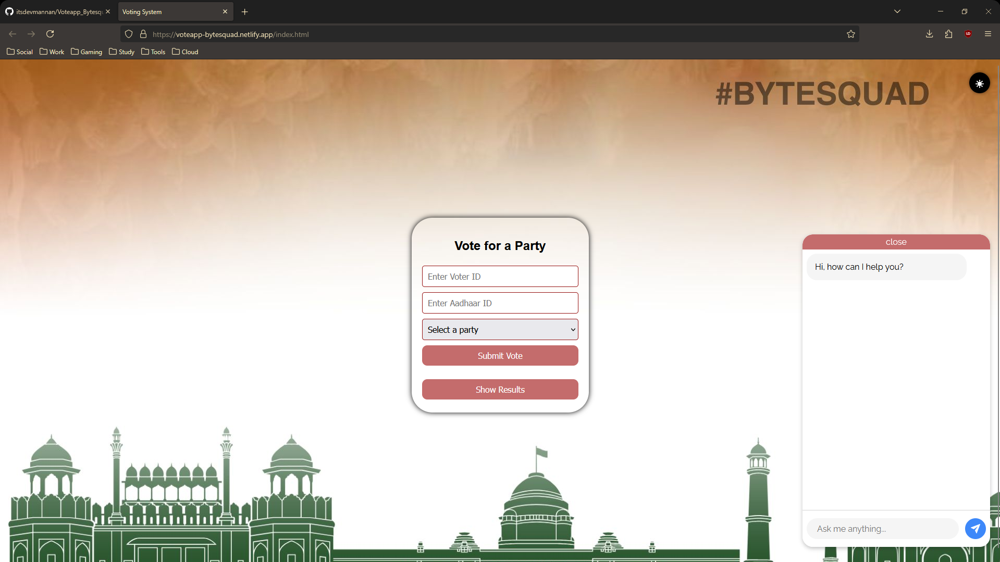 itsdevmannan/Voteapp_Bytesqu
Voting System
https://voteapp-bytesquad.netlify.app/index.html
Social
Work
Gaming
Study
Tools
Cloud
#BYTESQUAD
Vote for a Party
Enter Voter ID
Enter Aadhaar ID
Select a party
Submit Vote
Show Results
close
Hi, how can I help you?
Ask me anything...